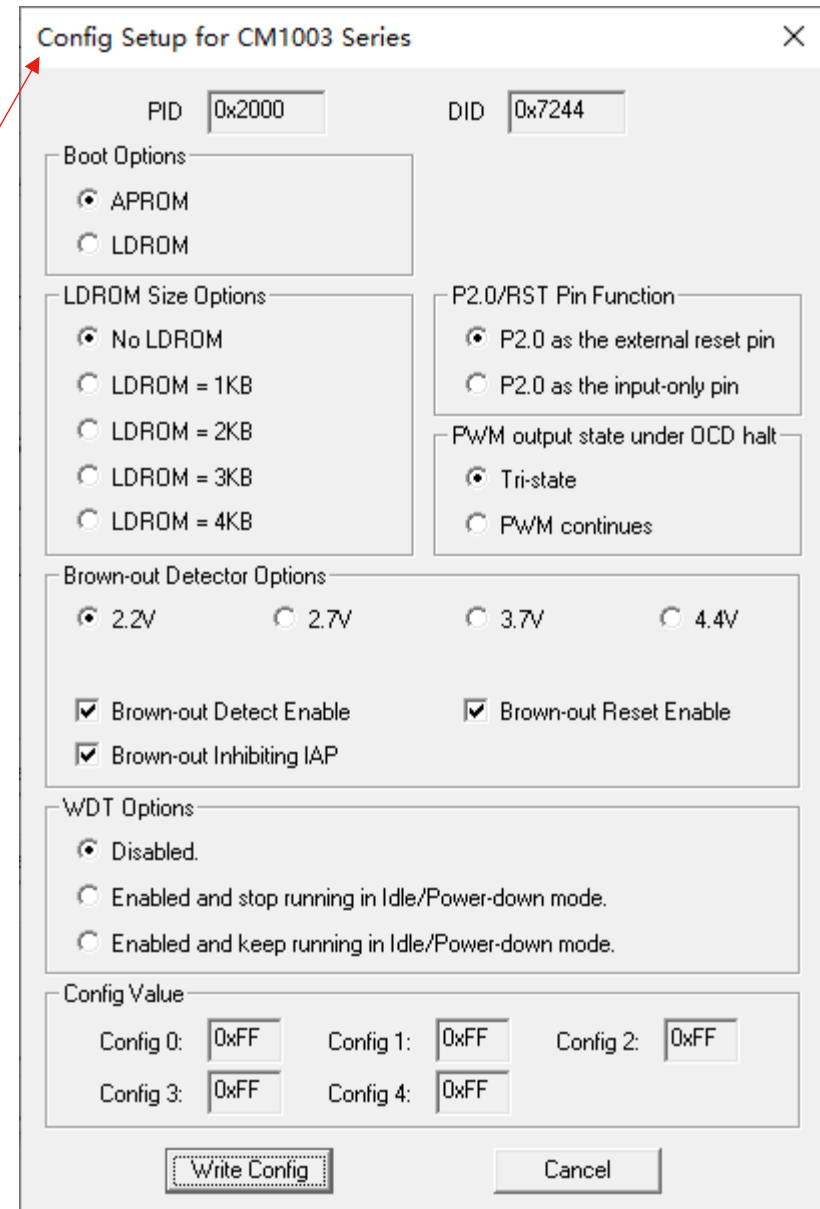 Config Setup for CM1003 Series
PID 0x2000 DID 0x7244
Boot Options
APROM
LDROM
LDROM Size Options
No LDROM
LDROM = 1KB
LDROM = 2KB
LDROM = 3KB
LDROM = 4KB
P2.0/RST Pin Function
P2.0 as the external reset pin
P2.0 as the input-only pin
PWM output state under OCD halt
Tri-state
PWM continues
Brown-out Detector Options
2.2V 2.7V 3.7V 4.4V
Brown-out Detect Enable Brown-out Reset Enable
Brown-out Inhibiting IAP
WDT Options
Disabled.
Enabled and stop running in Idle/Power-down mode.
Enabled and keep running in Idle/Power-down mode.
Config Value
Config 0: 0xFF Config 1: 0xFF Config 2: 0xFF
Config 3: 0xFF Config 4: 0xFF
Write Config Cancel